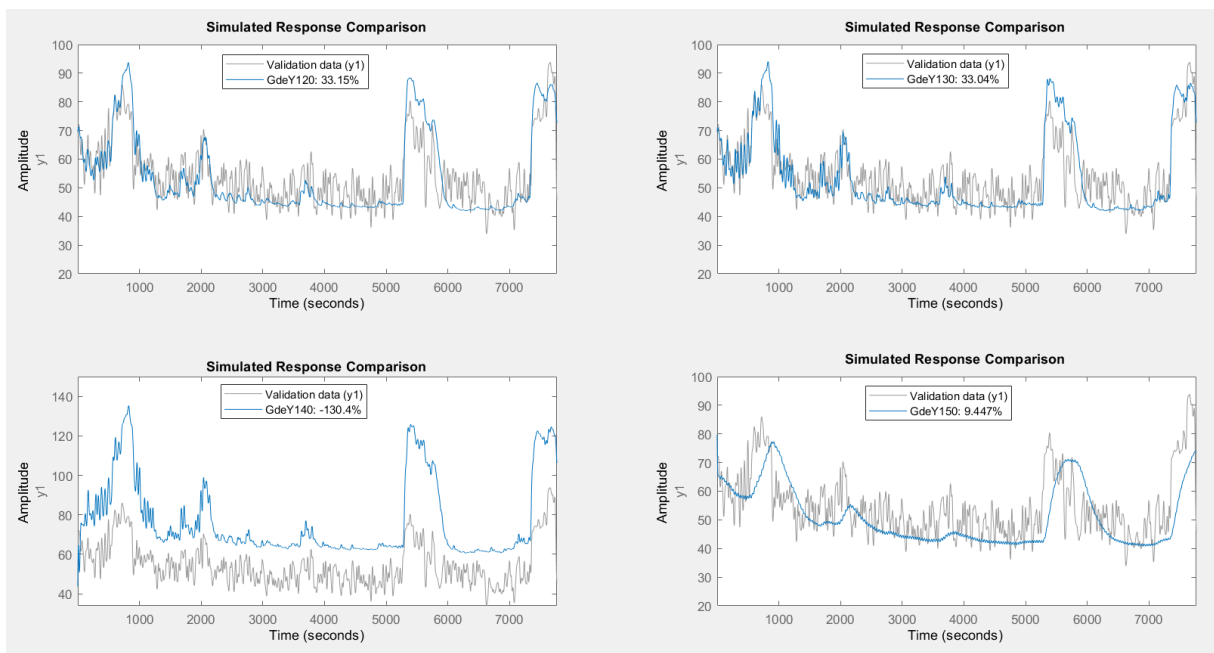 Simulated Response Comparison
100
90
80
70
60
50
40
30
20
Amplitude
y1
Validation data (y1)
GdeY120: 33.15%
1000 2000 3000 4000 5000 6000 7000
Time (seconds)
Simulated Response Comparison
100
90
80
70
60
50
40
30
20
Amplitude
y1
Validation data (y1)
GdeY130: 33.04%
1000 2000 3000 4000 5000 6000 7000
Time (seconds)
Simulated Response Comparison
140
120
100
80
60
40
Amplitude
y1
Validation data (y1)
GdeY140: -130.4%
1000 2000 3000 4000 5000 6000 7000
Time (seconds)
Simulated Response Comparison
100
90
80
70
60
50
40
30
20
Amplitude
y1
Validation data (y1)
GdeY150: 9.447%
1000 2000 3000 4000 5000 6000 7000
Time (seconds)